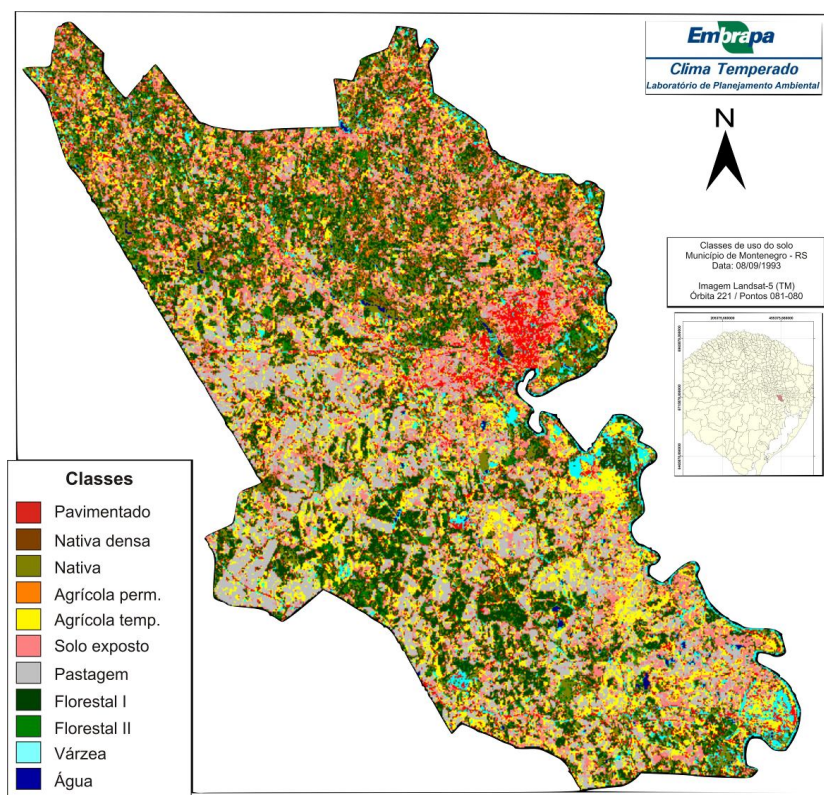 Embrapa
Clima Temperado
Laboratório de Planejamento Ambiental
N
Classes de uso do solo
Município de Montenegro - RS
Data: 08/09/1993
Imagem Landsat-5 (TM)
Órbita 221 / Pontos 081-080
Classes
Pavimentado
Nativa densa
Nativa
Agrícola perm.
Agrícola temp.
Solo exposto
Pastagem
Florestal I
Florestal II
Várzea
Água